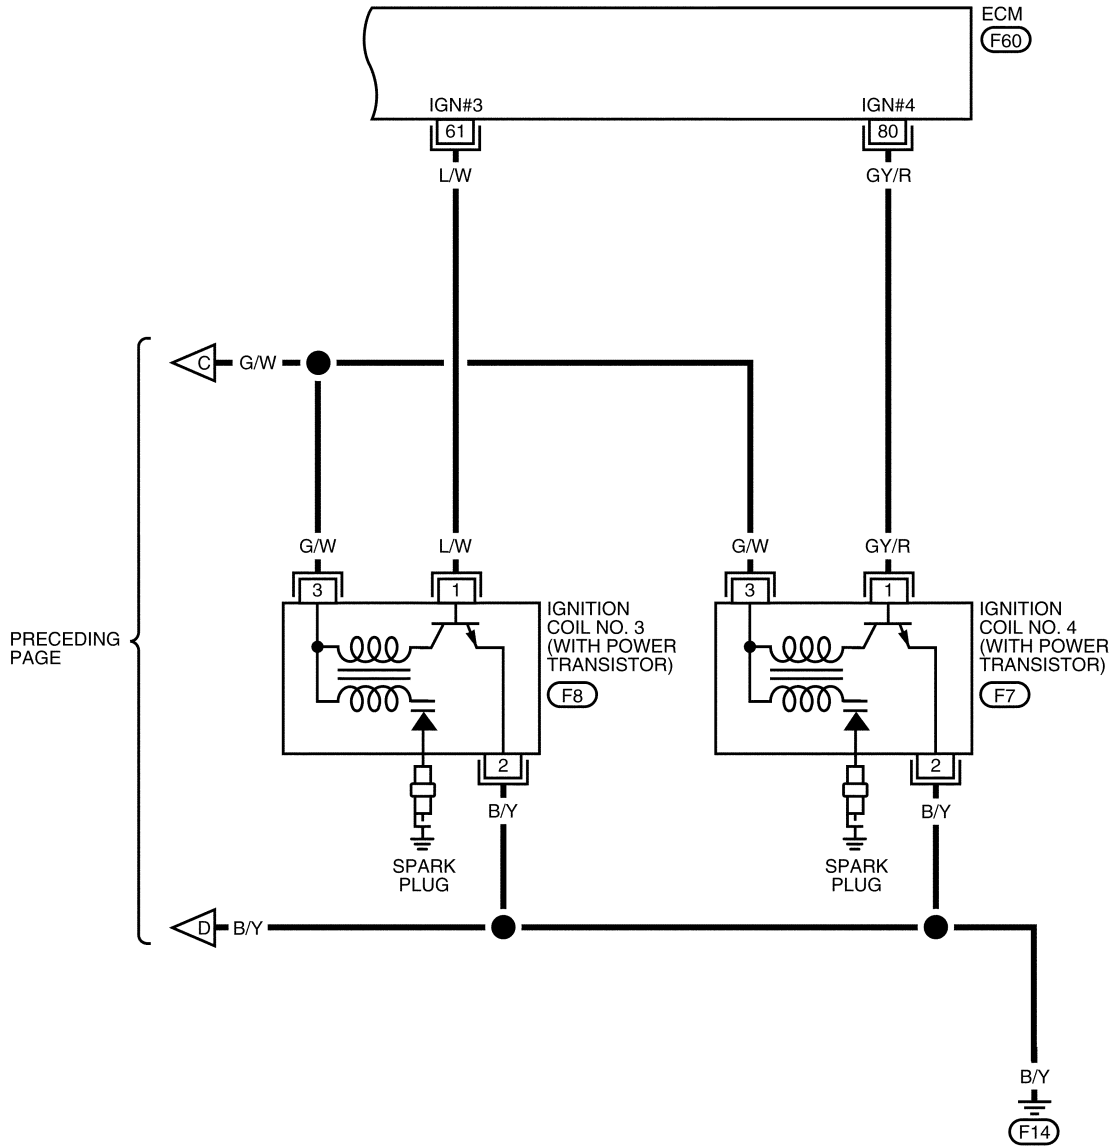 ECM
F60
IGN#3
IGN#4
61
80
L/W
GY/R
C
G/W
G/W
L/W
G/W
GY/R
3
1
3
1
IGNITION
COIL NO. 3
(WITH POWER
TRANSISTOR)
F8
IGNITION
COIL NO. 4
(WITH POWER
TRANSISTOR)
F7
PRECEDING
PAGE
2
2
B/Y
B/Y
SPARK
PLUG
SPARK
PLUG
D
B/Y
B/Y
F14